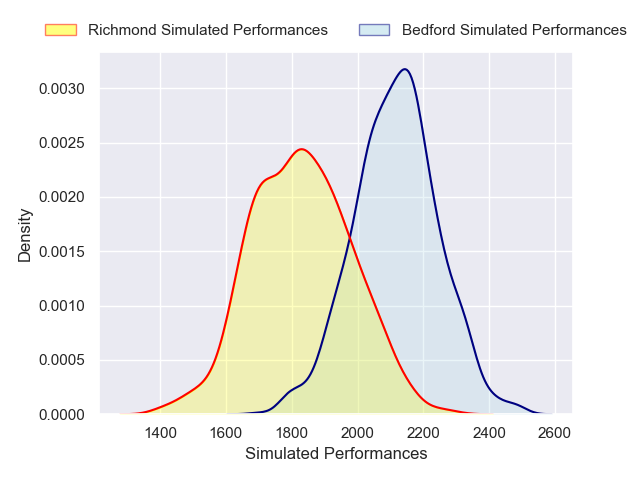 Richmond Simulated Performances Bedford Simulated Performances
0.0030
0.0025
0.0020
0.0015
0.0010
0.0005
0.0000
Density
1400 1600 1800 2000 2200 2400 2600
Simulated Performances